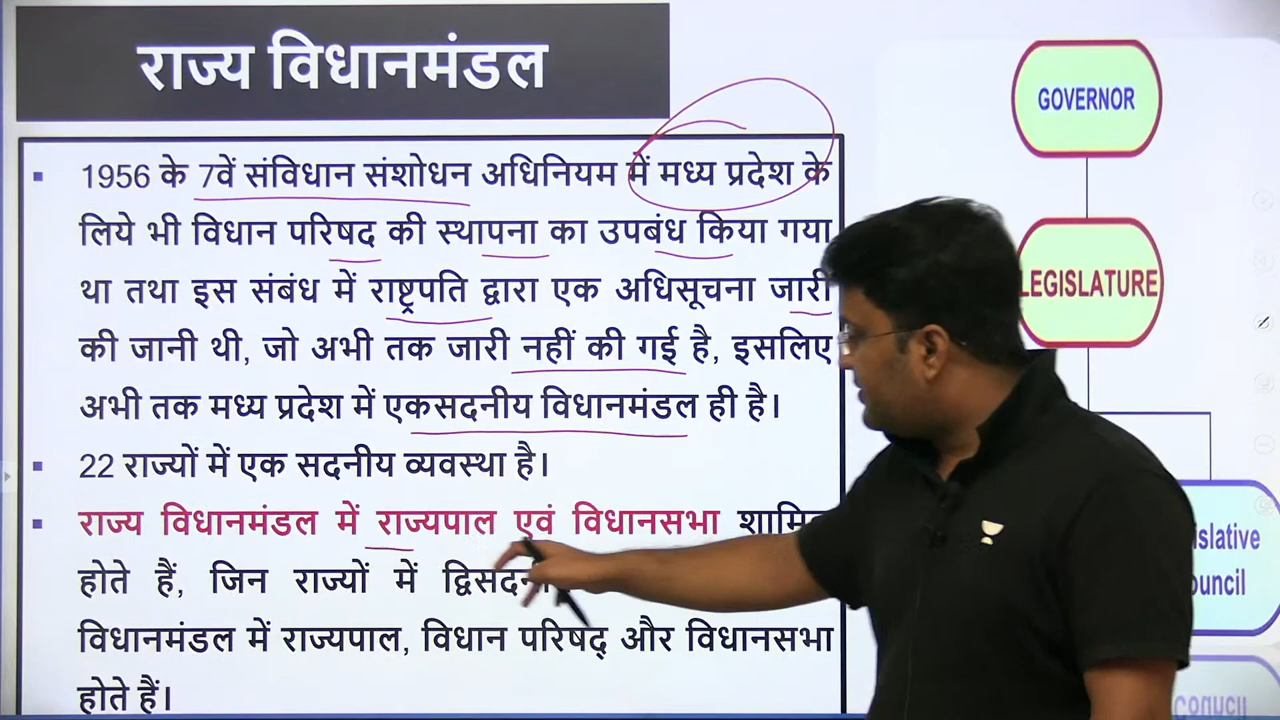 राज्य विधानमंडल
1956 के 7वें संविधान संशोधन अधिनियम में मध्य प्रदेश के
लिये भी विधान परिषद की स्थापना का उपबंध किया गया
था तथा इस संबंध में राष्ट्रपति द्वारा एक अधिसूचना जारी
की जानी थी, जो अभी तक जारी नहीं की गई है, इसलिए
अभी तक मध्य प्रदेश में एकसदनीय विधानमंडल ही है।
22 राज्यों में एक सदनीय व्यवस्था है।
राज्य विधानमंडल में राज्यपाल एवं विधानसभा
होते हैं, जिन राज्यों में
विधानमंडल में राज्यपाल, विधान परिषद् और विधानसभा
होते हैं।
GOVERNOR
LEGISLATURE